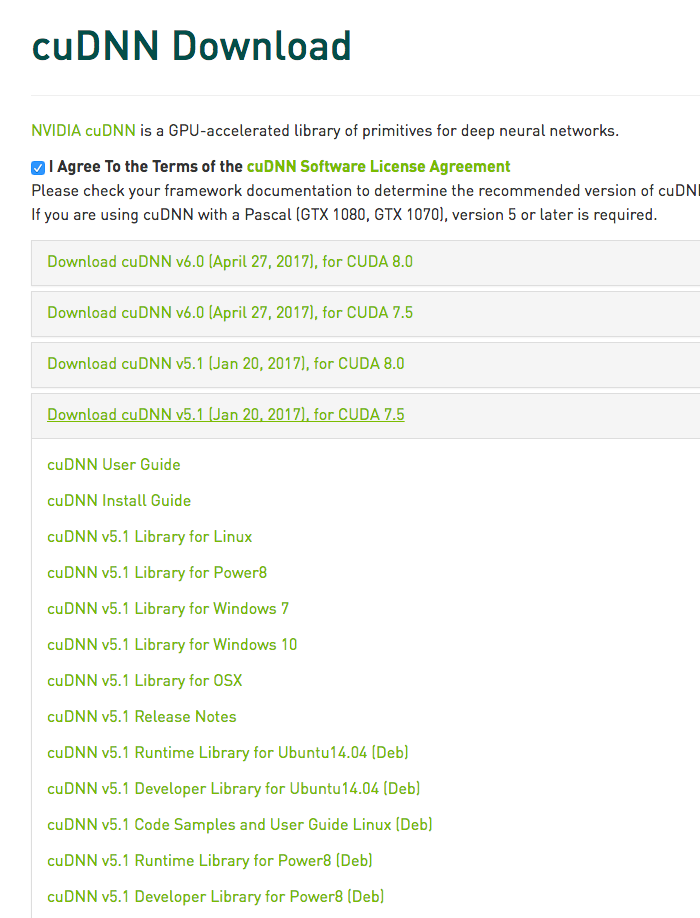 cuDNN Download
NVIDIA cuDNN is a GPU-accelerated library of primitives for deep neural networks.
I Agree To the Terms of the cuDNN Software License Agreement
Please check your framework documentation to determine the recommended version of cuDN
If you are using cuDNN with a Pascal (GTX 1080, GTX 1070), version 5 or later is required.
Download cuDNN v6.0 (April 27, 2017), for CUDA 8.0
Download cuDNN v6.0 (April 27, 2017), for CUDA 7.5
Download cuDNN v5.1 (Jan 20, 2017), for CUDA 8.0
Download cuDNN v5.1 (Jan 20, 2017), for CUDA 7.5
cuDNN User Guide
cuDNN Install Guide
cuDNN v5.1 Library for Linux
cuDNN v5.1 Library for Power8
cuDNN v5.1 Library for Windows 7
cuDNN v5.1 Library for Windows 10
cuDNN v5.1 Library for OSX
cuDNN v5.1 Release Notes
cuDNN v5.1 Runtime Library for Ubuntu14.04 (Deb)
cuDNN v5.1 Developer Library for Ubuntu14.04 (Deb)
cuDNN v5.1 Code Samples and User Guide Linux (Deb)
cuDNN v5.1 Runtime Library for Power8 (Deb)
cuDNN v5.1 Developer Library for Power8 (Deb)